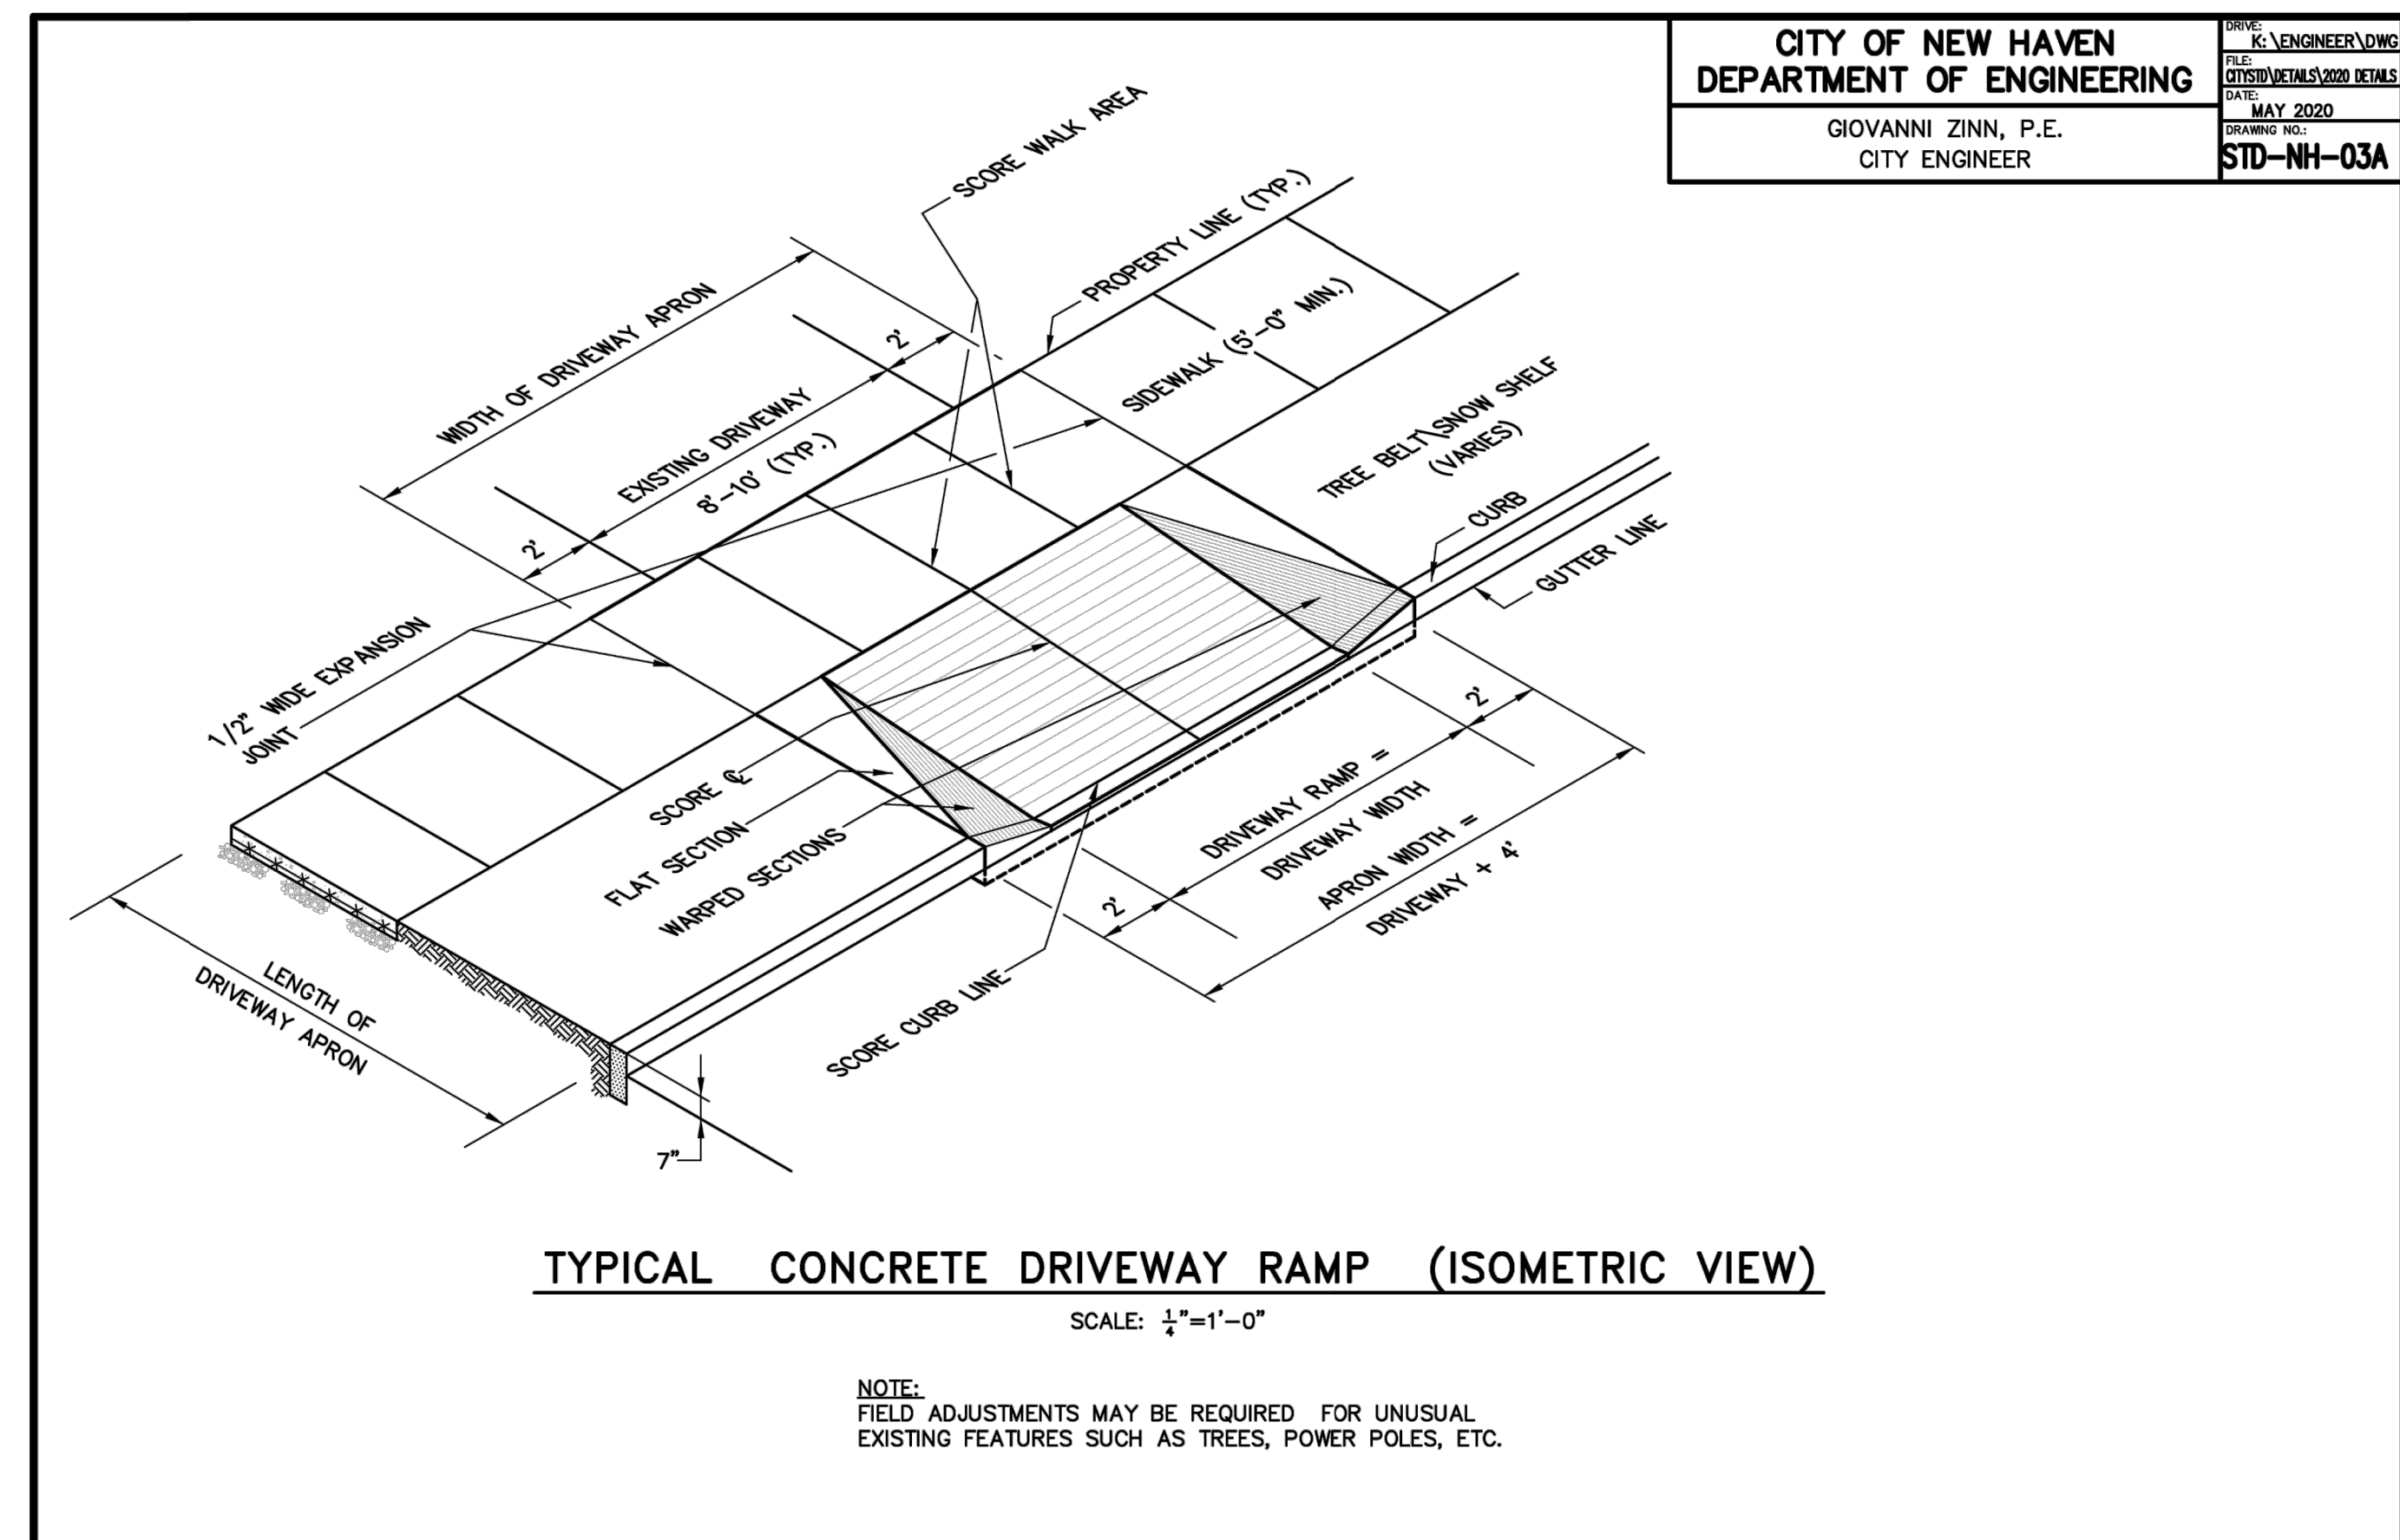 CITY OF NEW HAVEN
DEPARTMENT OF ENGINEERING
GIOVANNI ZINN, P.E.
CITY ENGINEER
DRIVE:
K:\ENGINEER\DWG
FILE:
CITYSTD\DETAILS\2020 DETAILS
DATE:
MAY 2020
DRAWING NO.:
STD-NH-03A
SCORE WALK AREA
PROPERTY LINE (TYP.)
WIDTH OF DRIVEWAY APRON
2'
EXISTING DRIVEWAY
8'-10' (TYP.)
2'
SIDEWALK (5'-0" MIN.)
TREE BELT\SNOW SHELF
(VARIES)
CURB
GUTTER LINE
1/2" WIDE EXPANSION
JOINT
SCORE ℄
FLAT SECTION
WARPED SECTIONS
2'
DRIVEWAY RAMP =
DRIVEWAY WIDTH
APRON WIDTH =
DRIVEWAY + 4'
2'
SCORE CURB LINE
LENGTH OF
DRIVEWAY APRON
7"
TYPICAL CONCRETE DRIVEWAY RAMP (ISOMETRIC VIEW)
SCALE: 1/4"=1'-0"
NOTE:
FIELD ADJUSTMENTS MAY BE REQUIRED FOR UNUSUAL
EXISTING FEATURES SUCH AS TREES, POWER POLES, ETC.